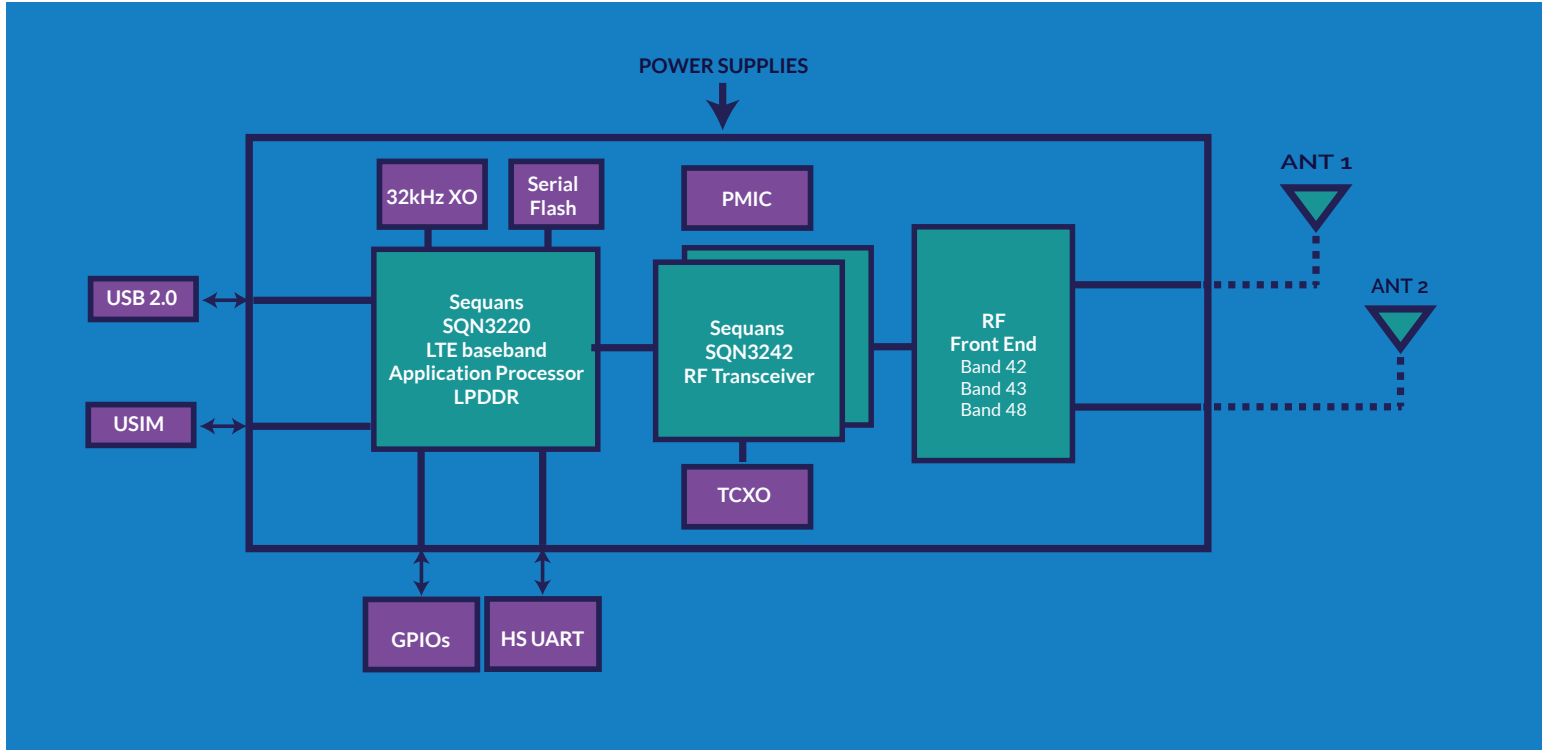 POWER SUPPLIES
ANT 1
32kHz XO
Serial
Flash
PMIC
USB 2.0
Sequans
SQN3220
LTE baseband
Application Processor
LPDDR
Sequans
SQN3242
RF Transceiver
RF
Front End
Band 42
Band 43
Band 48
ANT 2
USIM
TCXO
GPIOs
HS UART